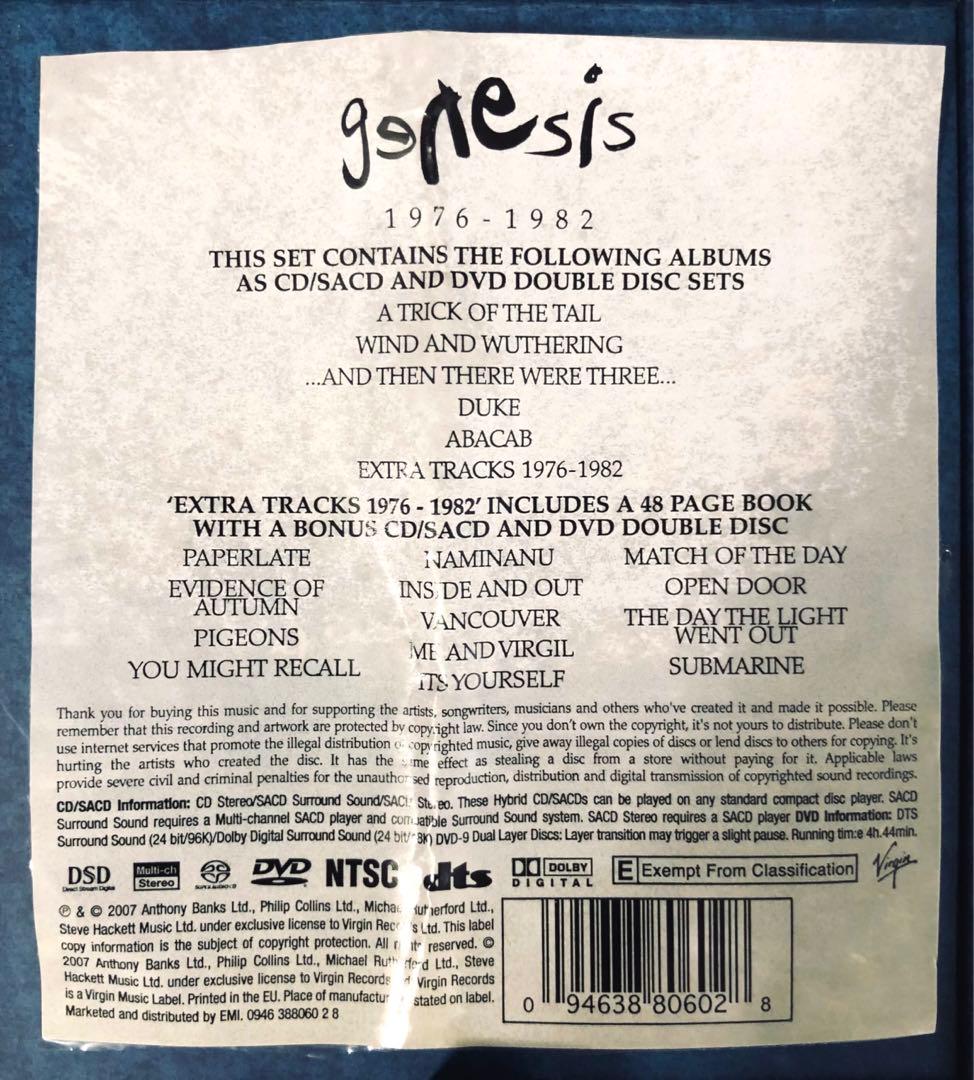 genesis
1976 - 1982
THIS SET CONTAINS THE FOLLOWING ALBUMS
AS CD/SACD AND DVD DOUBLE DISC SETS
A TRICK OF THE TAIL
WIND AND WUTHERING
...AND THEN THERE WERE THREE...
DUKE
ABACAB
EXTRA TRACKS 1976-1982
'EXTRA TRACKS 1976 - 1982' INCLUDES A 48 PAGE BOOK
WITH A BONUS CD/SACD AND DVD DOUBLE DISC
PAPERLATE
EVIDENCE OF
AUTUMN
PIGEONS
YOU MIGHT RECALL
NAMINANU
INSIDE AND OUT
VANCOUVER
ME AND VIRGIL
IT'S YOURSELF
MATCH OF THE DAY
OPEN DOOR
THE DAY THE LIGHT
WENT OUT
SUBMARINE
Thank you for buying this music and for supporting the artists, songwriters, musicians and others who've created it and made it possible. Please
remember that this recording and artwork are protected by copyright law. Since you don't own the copyright, it's not yours to distribute. Please don't
use internet services that promote the illegal distribution of copyrighted music, give away illegal copies of discs or lend discs to others for copying. It's
hurting the artists who created the disc. It has the same effect as stealing a disc from a store without paying for it. Applicable laws
provide severe civil and criminal penalties for the unauthorised reproduction, distribution and digital transmission of copyrighted sound recordings.
CD/SACD Information: CD Stereo/SACD Surround Sound/SACD Stereo. These Hybrid CD/SACDs can be played on any standard compact disc player. SACD
Surround Sound requires a Multi-channel SACD player and compatible Surround Sound system. SACD Stereo requires a SACD player DVD Information: DTS
Surround Sound (24 bit/96K)/Dolby Digital Surround Sound (24 bit/48K) DVD-9 Dual Layer Discs: Layer transition may trigger a slight pause. Running time 4h.44min.
DSD
Direct Stream Digital
Multi-ch
Stereo
SUPER AUDIO CD
DVD
NTSC
dts
DOLBY
DIGITAL
E Exempt From Classification
Virgin
℗ & © 2007 Anthony Banks Ltd., Philip Collins Ltd., Michael Rutherford Ltd.,
Steve Hackett Music Ltd. under exclusive license to Virgin Records Ltd. This label
copy information is the subject of copyright protection. All rights reserved. ©
2007 Anthony Banks Ltd., Philip Collins Ltd., Michael Rutherford Ltd., Steve
Hackett Music Ltd. under exclusive license to Virgin Records Ltd. Virgin Records
is a Virgin Music Label. Printed in the EU. Place of manufacture stated on label.
Marketed and distributed by EMI. 0946 388060 2 8
0 94638 80602 8